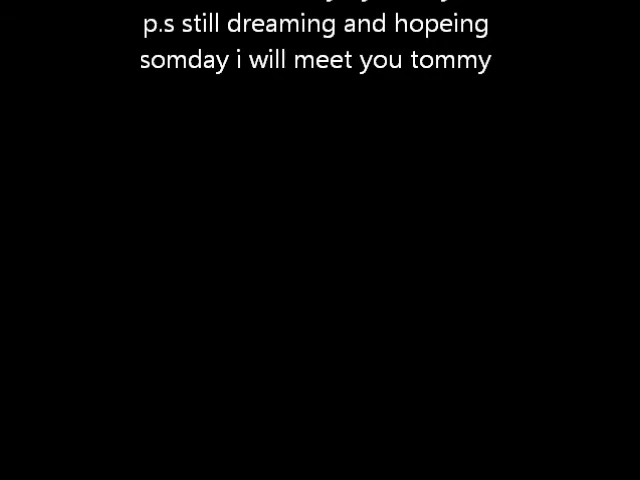 p.s still dreaming and hopeing
somday i will meet you tommy